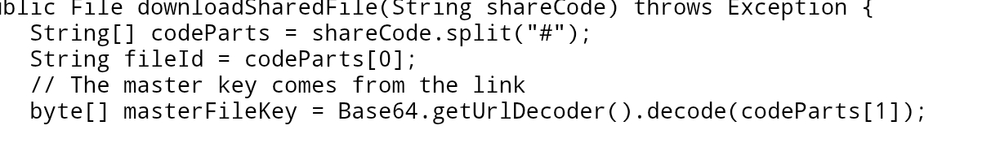 ublic File downloadSharedFile(String shareCode) throws Exception {
String[] codeParts = shareCode.split("#");
String fileId = codeParts[0];
// The master key comes from the link
byte[] masterFileKey = Base64.getUrlDecoder().decode(codeParts[1]);